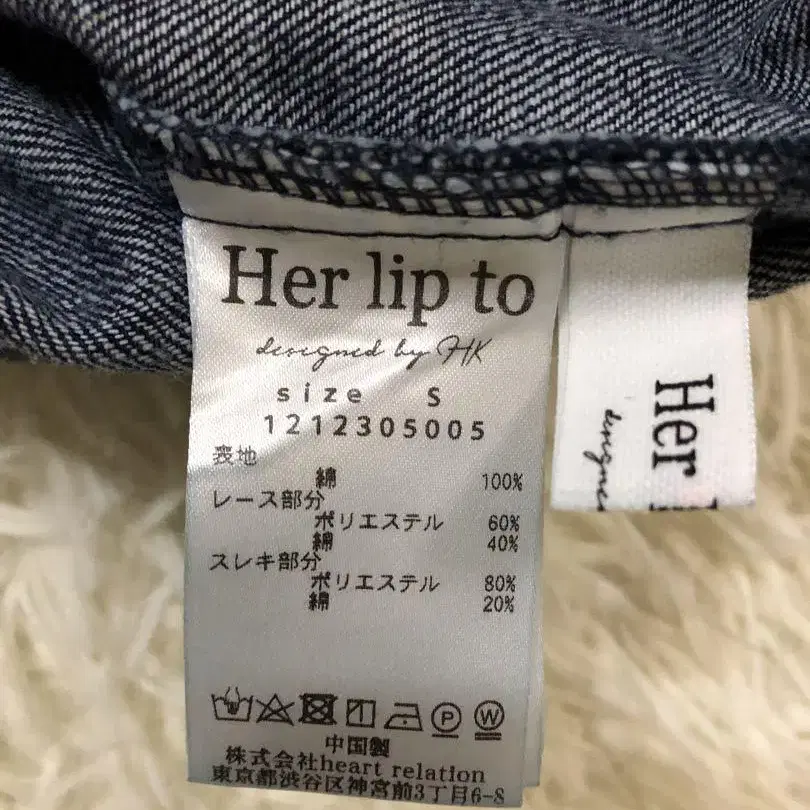 Her lip to
designed by HK
size S
1212305005
表地
綿 100%
レース部分
ポリエステル 60%
綿 40%
スレキ部分
ポリエステル 80%
綿 20%
P W
中国製
株式会社heart relation
東京都渋谷区神宮前3丁目6-8
Her
designe